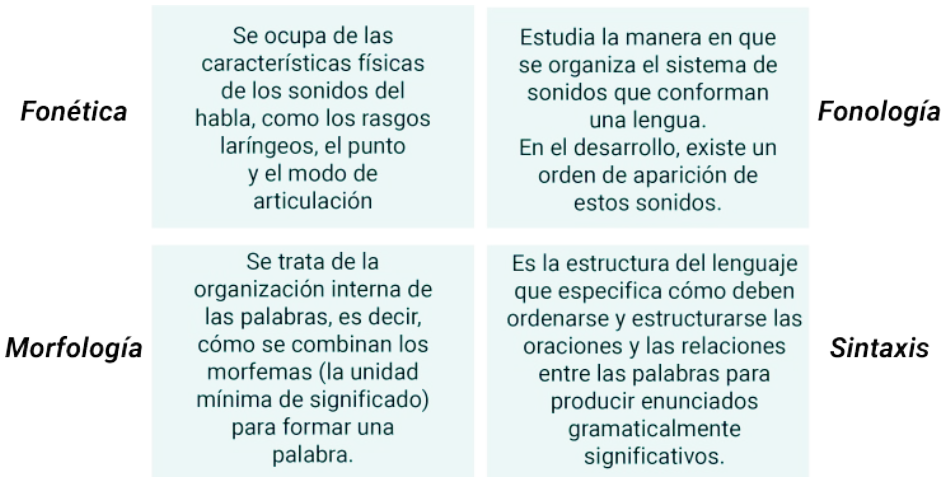 Fonética
Se ocupa de las
características físicas
de los sonidos del
habla, como los rasgos
laríngeos, el punto
y el modo de
articulación
Estudia la manera en que
se organiza el sistema de
sonidos que conforman
una lengua.
En el desarrollo, existe un
orden de aparición de
estos sonidos.
Fonología
Morfología
Se trata de la
organización interna de
las palabras, es decir,
cómo se combinan los
morfemas (la unidad
mínima de significado)
para formar una
palabra.
Es la estructura del lenguaje
que especifica cómo deben
ordenarse y estructurarse las
oraciones y las relaciones
entre las palabras para
producir enunciados
gramaticalmente
significativos.
Sintaxis